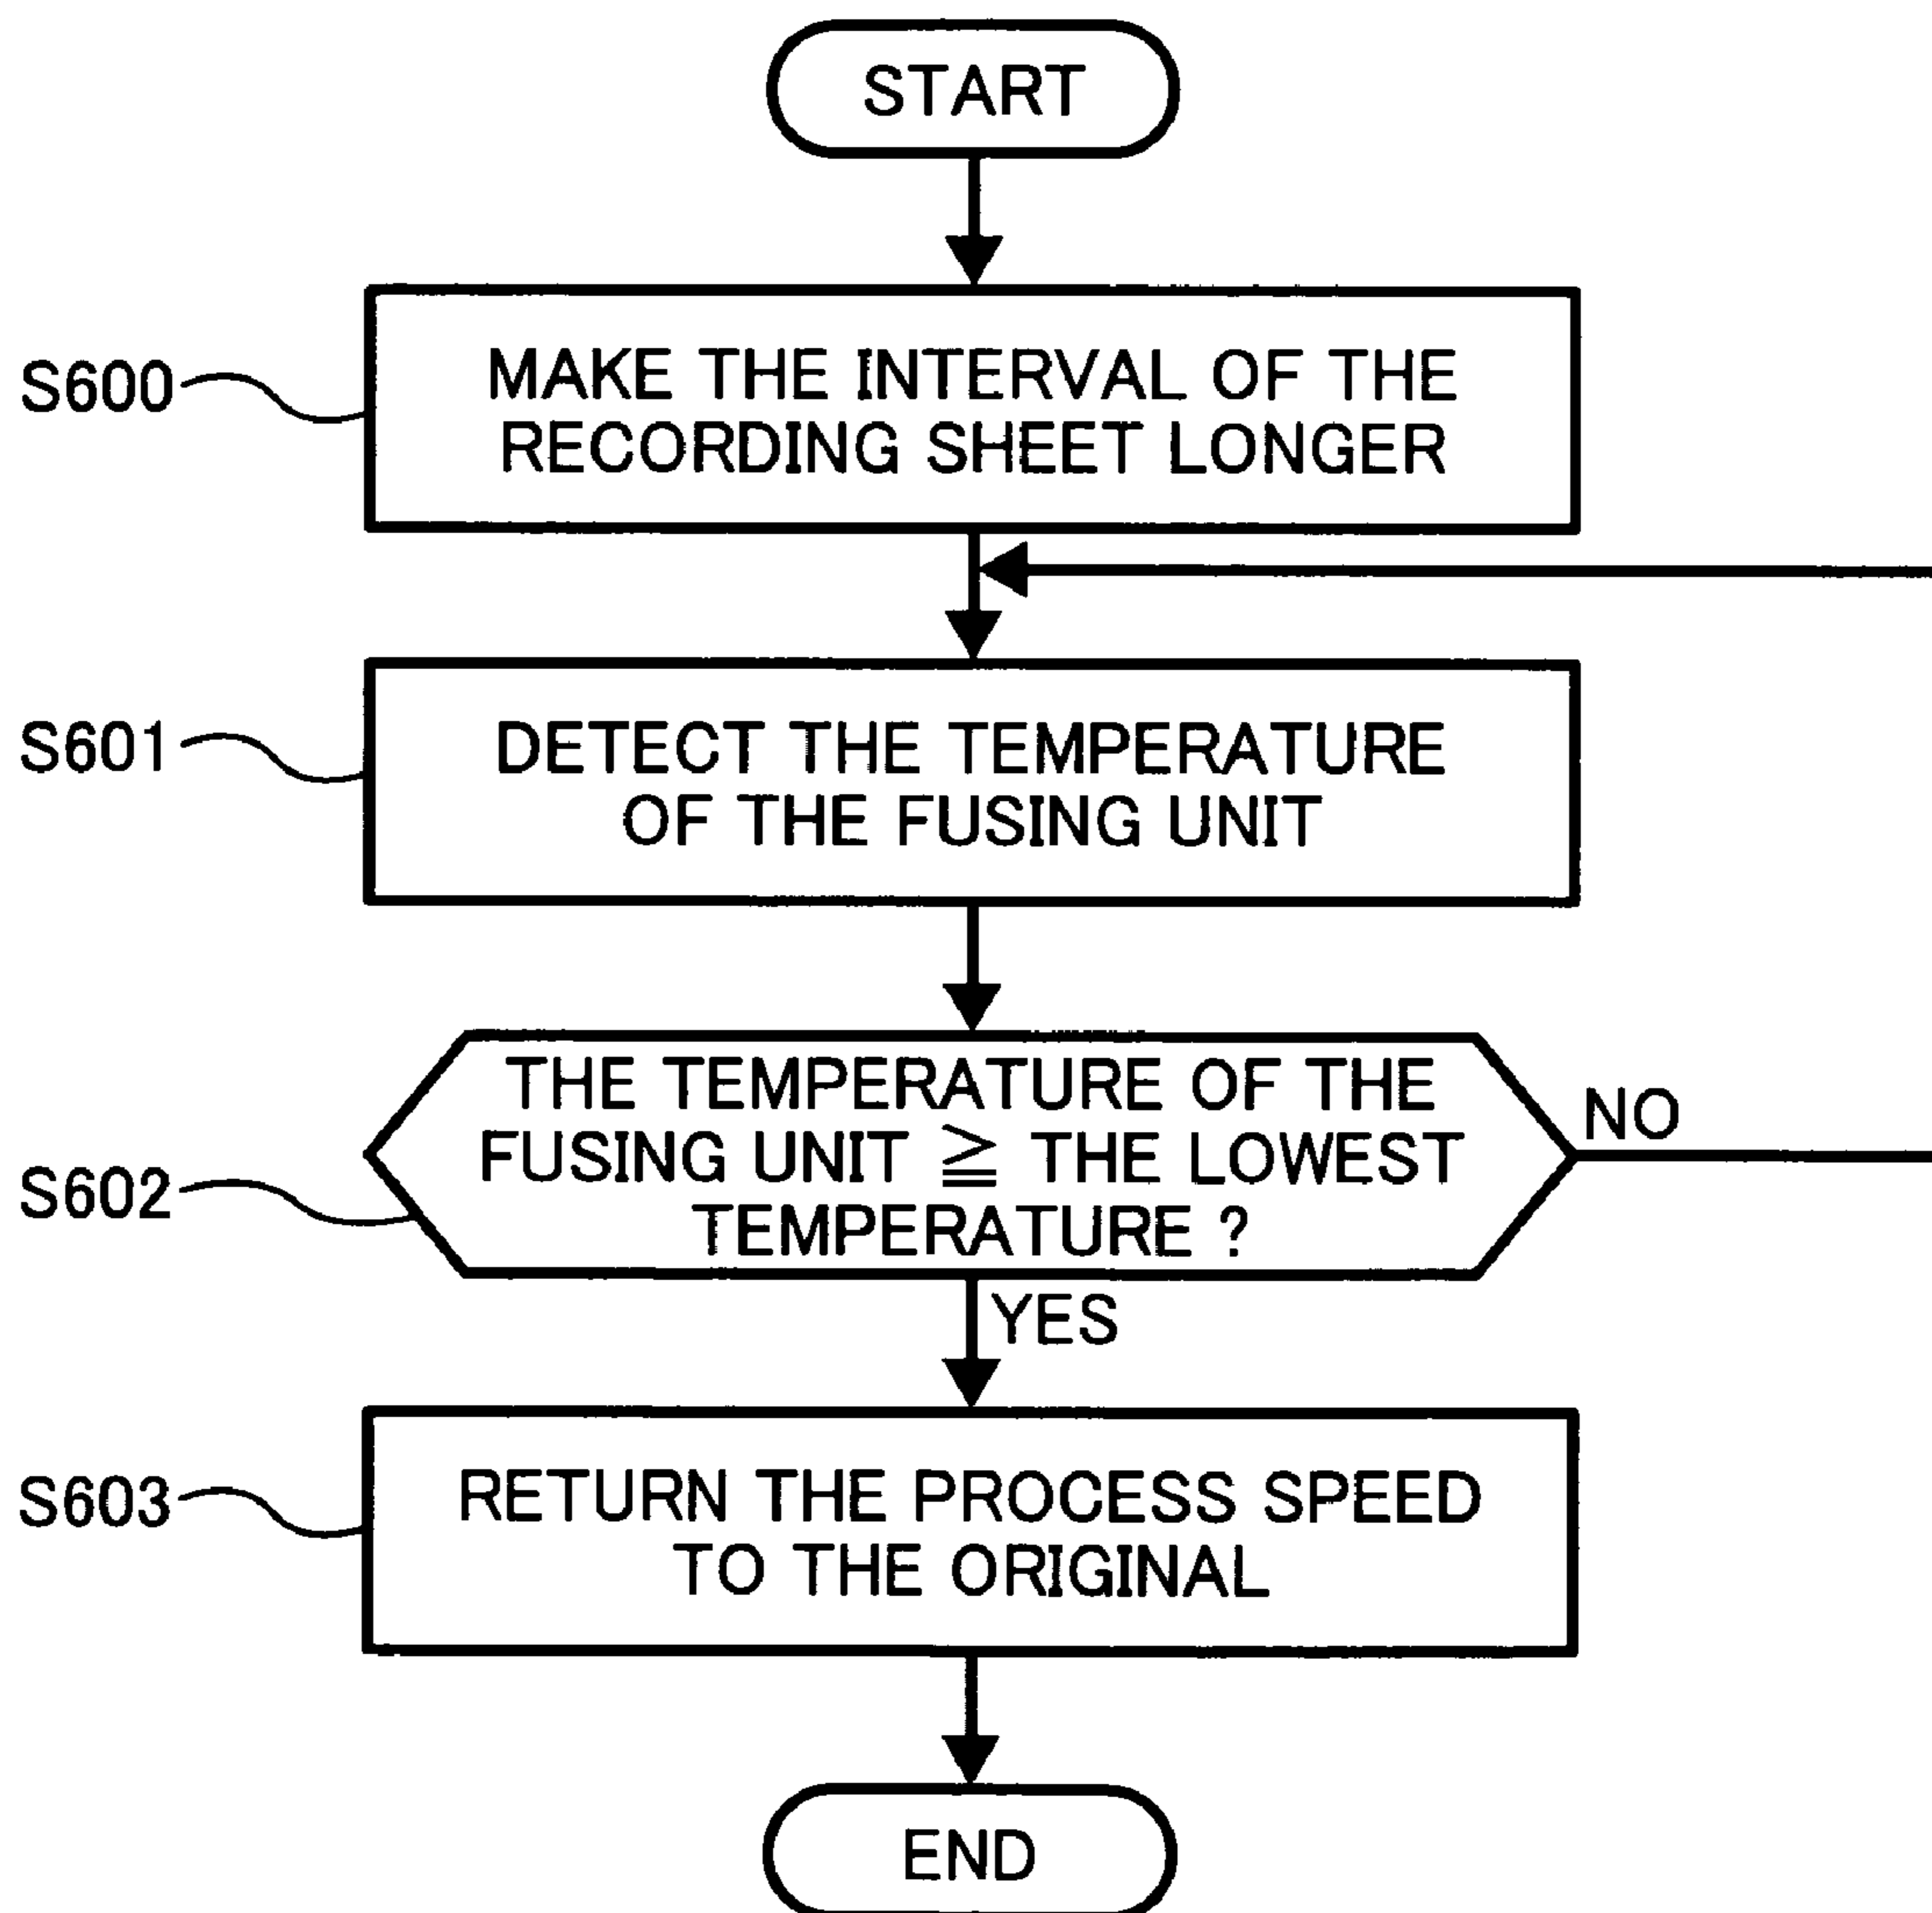 START
S600
MAKE THE INTERVAL OF THE
RECORDING SHEET LONGER
S601
DETECT THE TEMPERATURE
OF THE FUSING UNIT
THE TEMPERATURE OF THE
FUSING UNIT ≧ THE LOWEST
TEMPERATURE ?
NO
S602
YES
S603
RETURN THE PROCESS SPEED
TO THE ORIGINAL
END